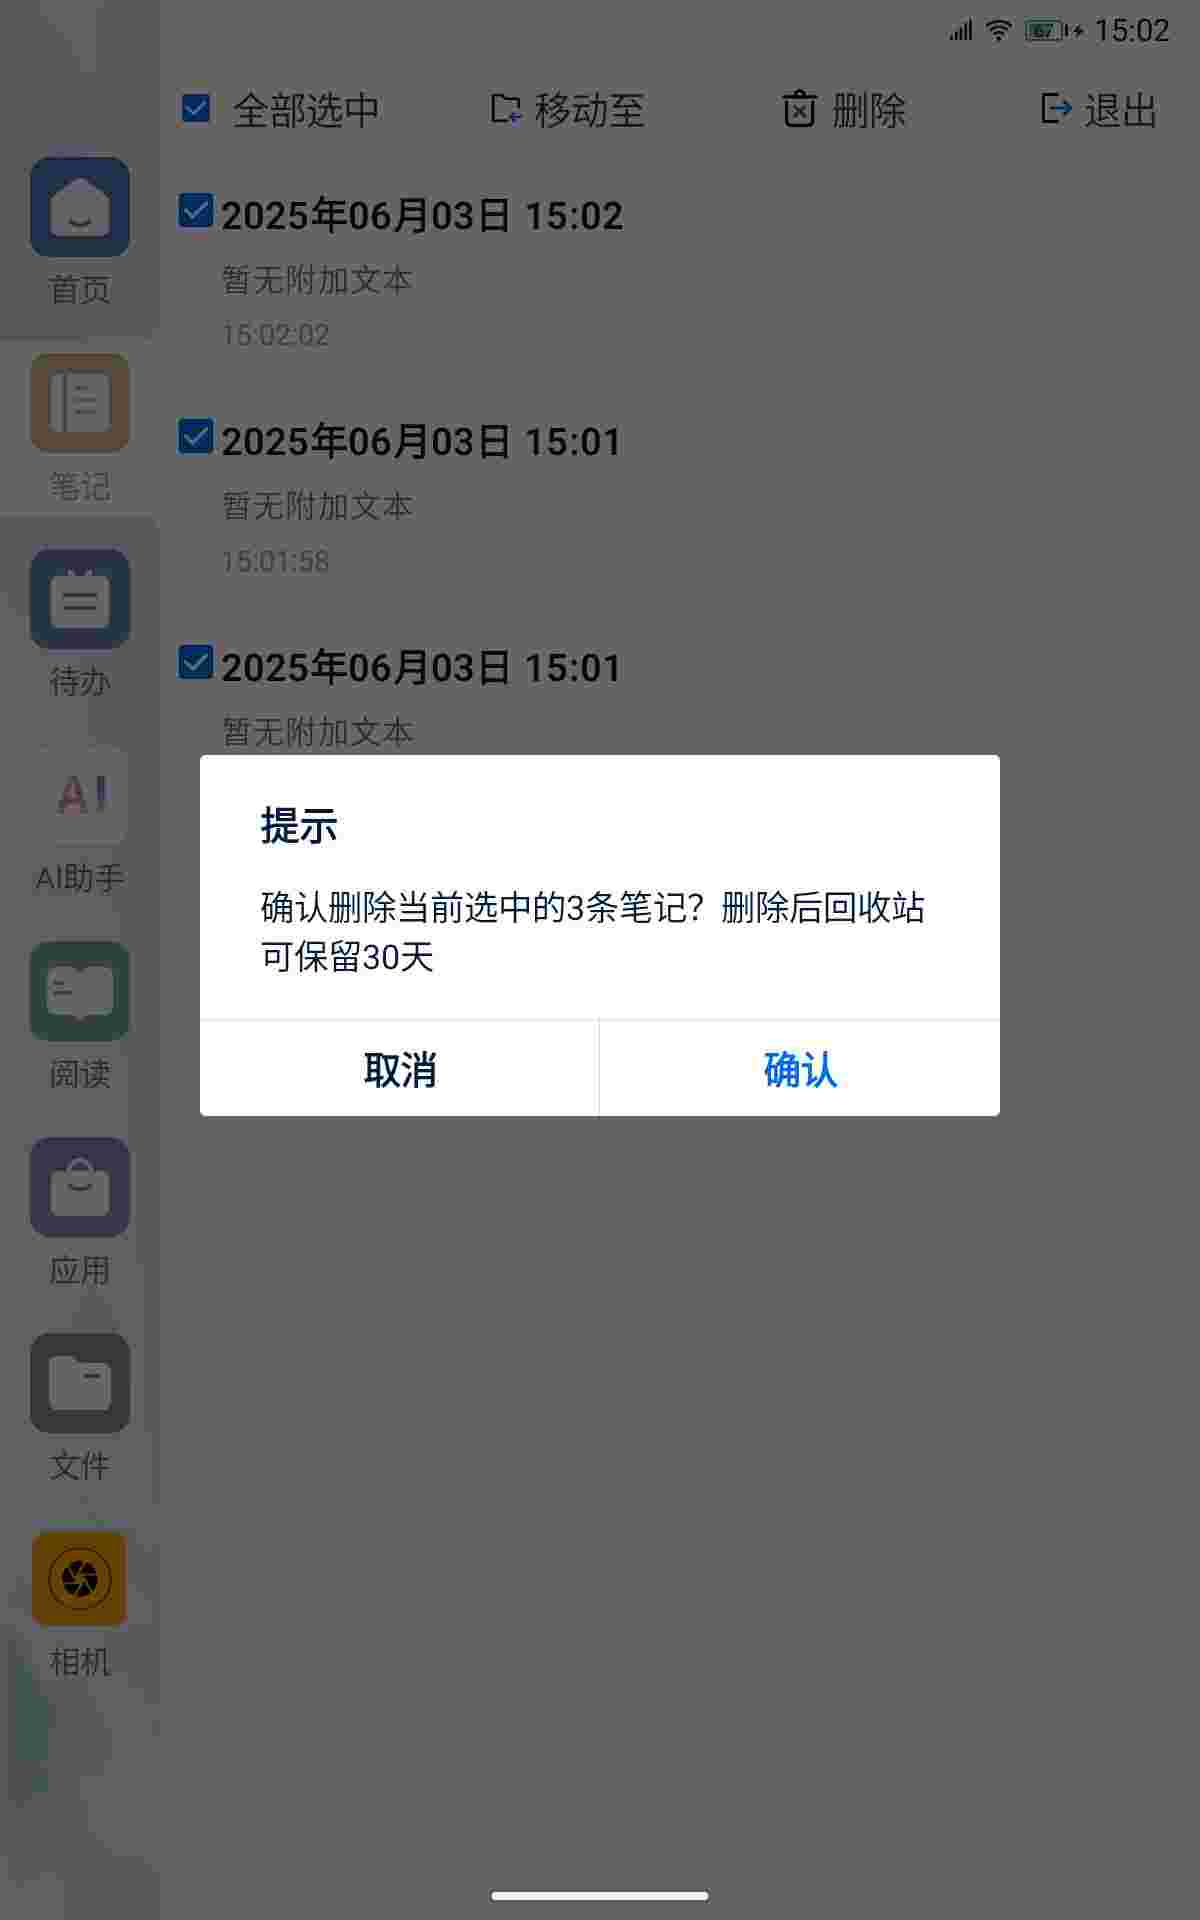 67 15:02
全部选中 移动至 删除 退出
首页
笔记
待办
AI
AI助手
阅读
应用
文件
相机
2025年06月03日 15:02
暂无附加文本
15:02:02
2025年06月03日 15:01
暂无附加文本
15:01:58
2025年06月03日 15:01
暂无附加文本
提示
确认删除当前选中的3条笔记？删除后回收站
可保留30天
取消 确认